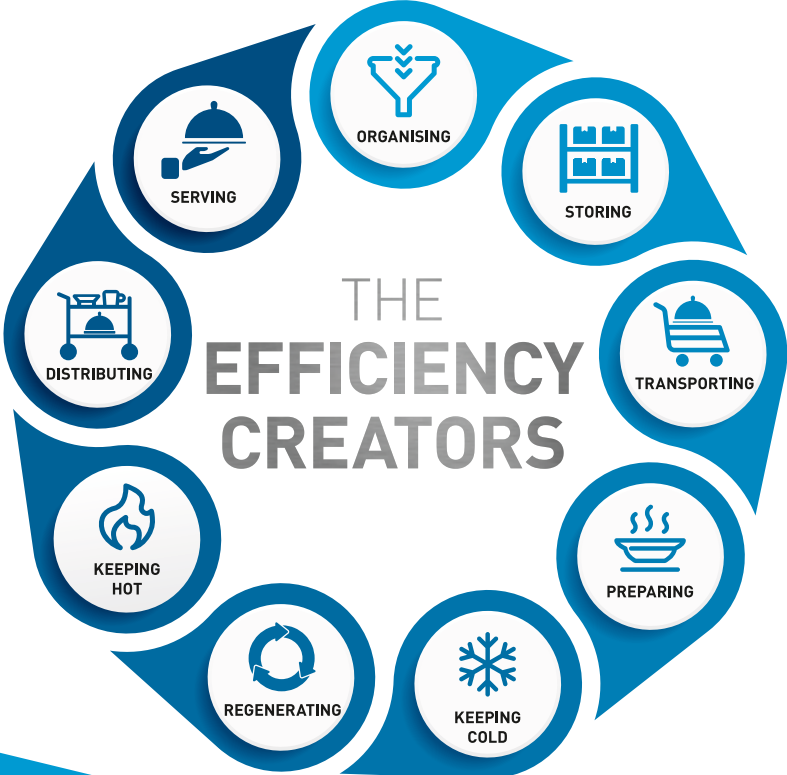 ORGANISING
STORING
TRANSPORTING
PREPARING
KEEPING
COLD
REGENERATING
KEEPING
HOT
DISTRIBUTING
SERVING
THE
EFFICIENCY
CREATORS